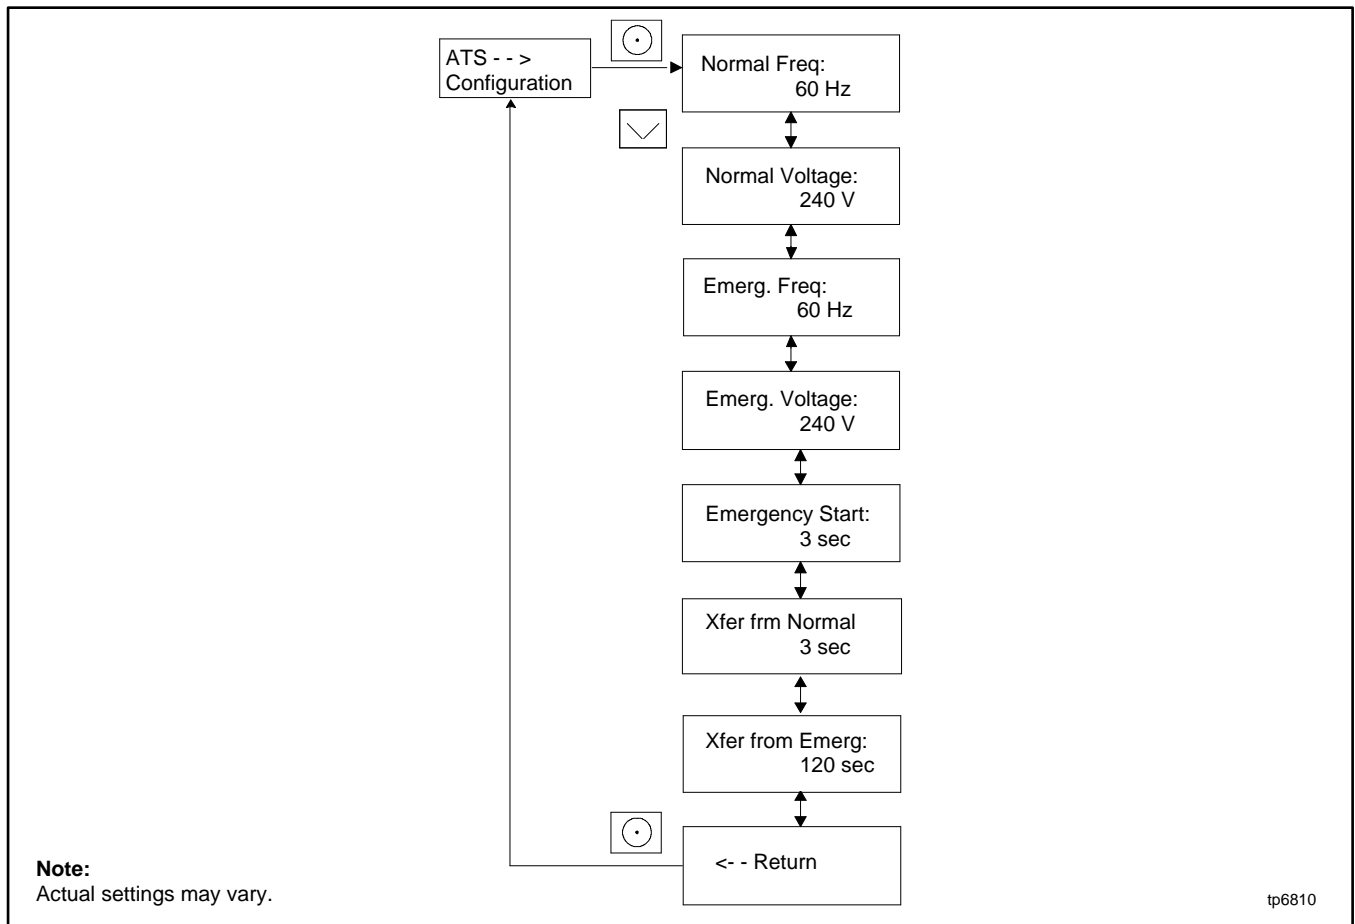 ATS - - >
Configuration
Normal Freq:
60 Hz
Normal Voltage:
240 V
Emerg. Freq:
60 Hz
Emerg. Voltage:
240 V
Emergency Start:
3 sec
Xfer frm Normal
3 sec
Xfer from Emerg:
120 sec
<- - Return
Note:
Actual settings may vary.
tp6810